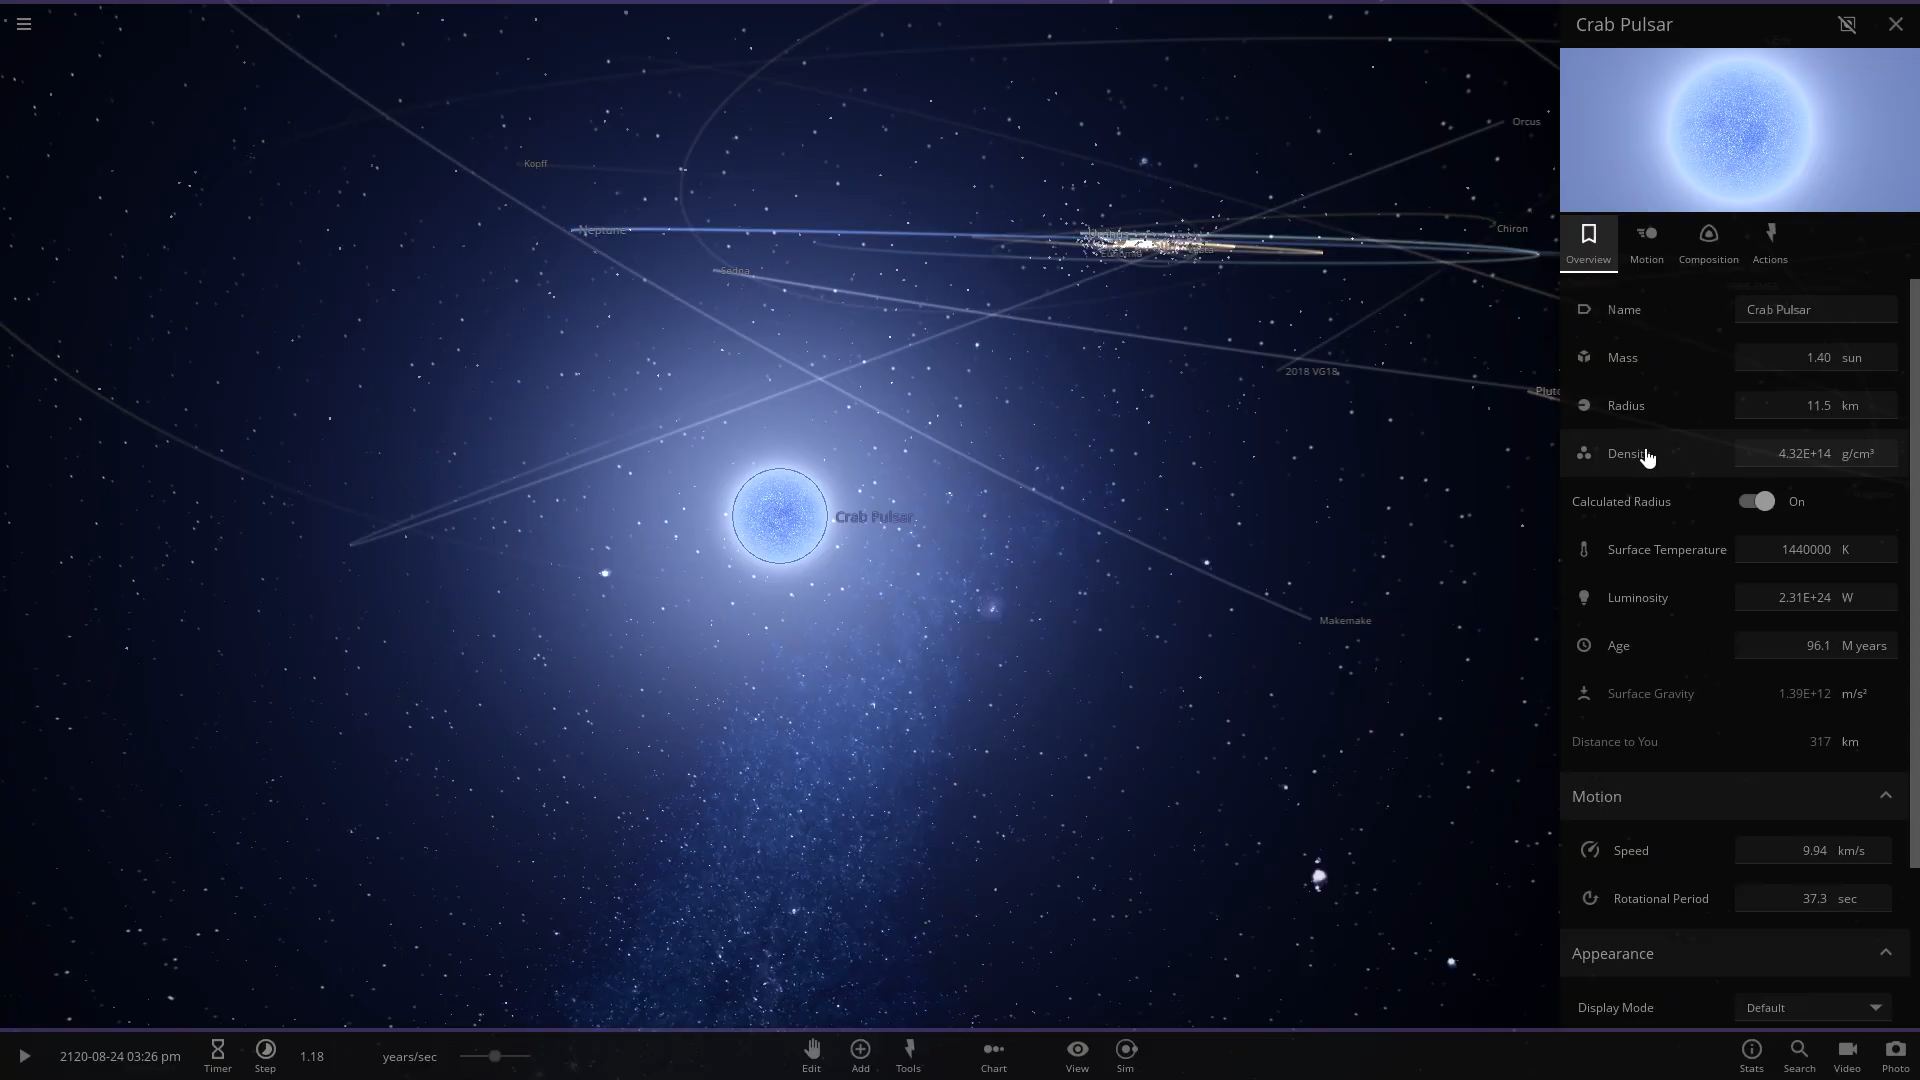 Crab Pulsar
Orcus
Kopff
Neptune
Chiron
Sedna
2018 VG18
Crab Pulsar
Makemake
Overview
Motion
Composition
Actions
Name
Crab Pulsar
Mass
1.40 sun
Radius
11.5 km
4.32E+14 g/cm³
Calculated Radius
On
Surface Temperature
1440000 K
Luminosity
2.31E+24 W
Age
96.1 M years
Surface Gravity
1.39E+12 m/s²
Distance to You
317 km
Motion
Speed
9.94 km/s
Rotational Period
37.3 sec
Appearance
Display Mode
Default
2120-08-24 03:26 pm
Timer
Step
1.18 years/sec
Edit
Add
Tools
Chart
View
Sim
Stats
Search
Video
Photo